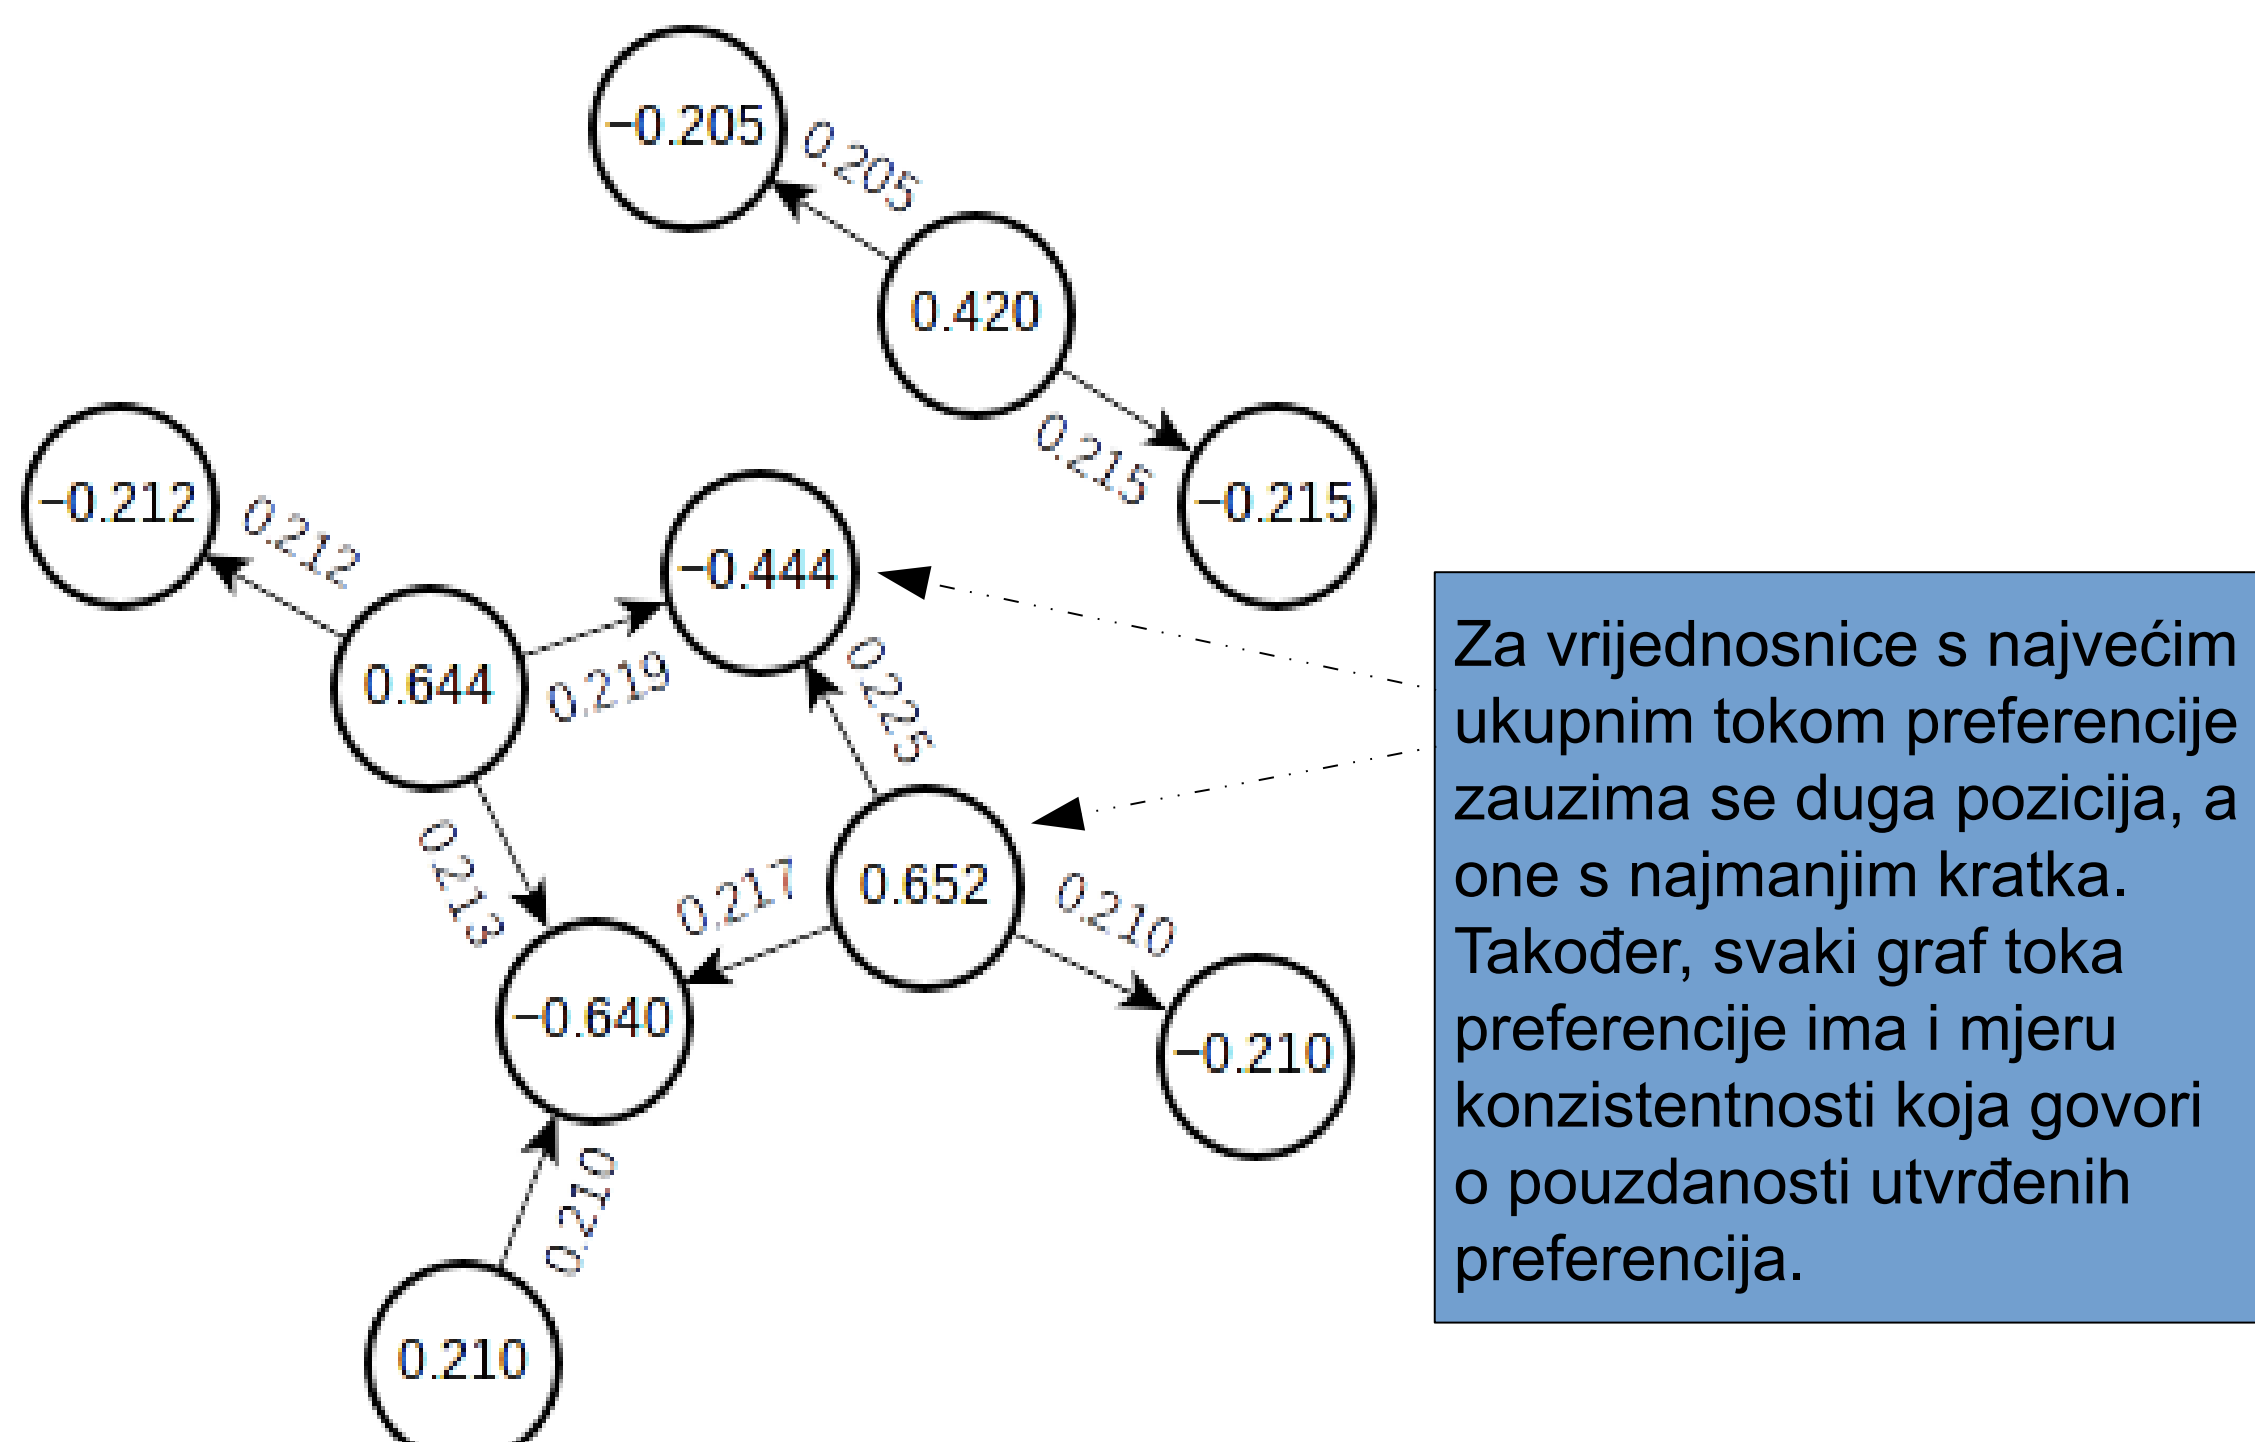 −0.205
0.205
0.420
0.215
−0.215
−0.212
0.212
−0.444
0.644
0.219
0.225
0.213
0.217
0.652
0.210
−0.640
−0.210
0.210
0.210
Za vrijednosnice s najvećim
ukupnim tokom preferencije
zauzima se duga pozicija, a
one s najmanjim kratka.
Također, svaki graf toka
preferencije ima i mjeru
konzistentnosti koja govori
o pouzdanosti utvrđenih
preferencija.